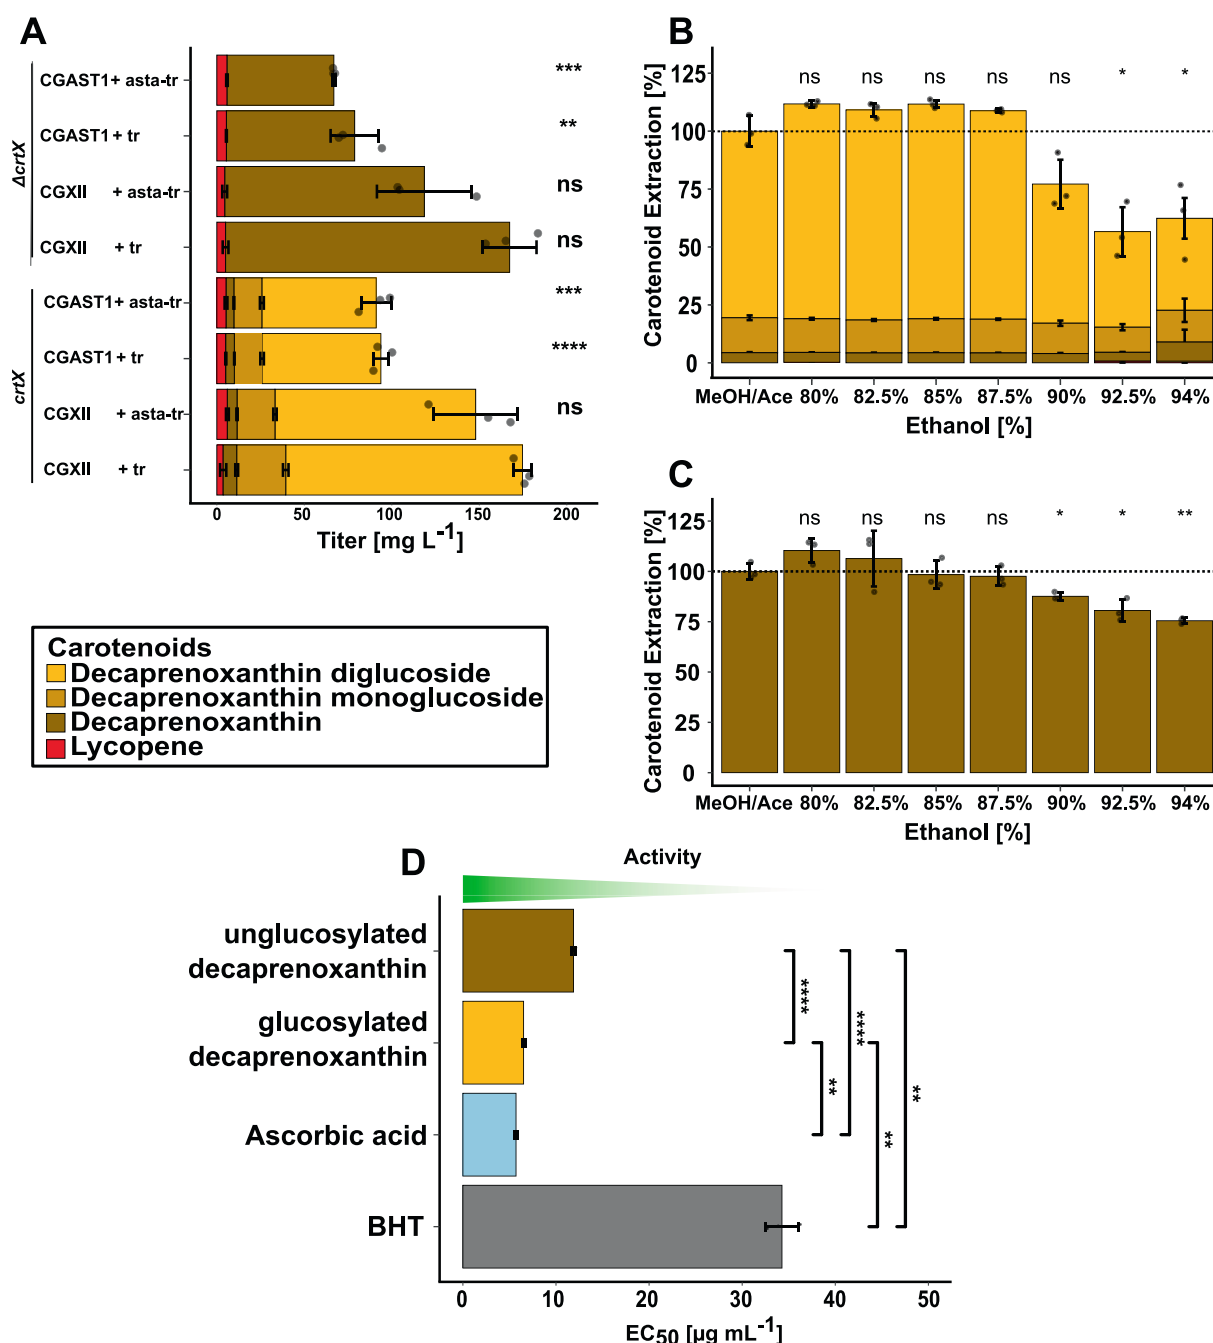 A
ΔcrtX
CGAST1+ asta-tr
***
CGAST1 + tr
**
CGXII + asta-tr
ns
CGXII + tr
ns
crtX
CGAST1+ asta-tr
***
CGAST1 + tr
****
CGXII + asta-tr
ns
CGXII + tr
0 50 100 150 200
Titer [mg L-1]
Carotenoids
Decaprenoxanthin diglucoside
Decaprenoxanthin monoglucoside
Decaprenoxanthin
Lycopene
B
Carotenoid Extraction [%]
125
100
75
50
25
0
ns ns ns ns ns * *
MeOH/Ace 80% 82.5% 85% 87.5% 90% 92.5% 94%
Ethanol [%]
C
Carotenoid Extraction [%]
125
100
75
50
25
0
ns ns ns ns * * **
MeOH/Ace 80% 82.5% 85% 87.5% 90% 92.5% 94%
Ethanol [%]
D
Activity
unglucosylated
decaprenoxanthin
glucosylated
decaprenoxanthin
Ascorbic acid
BHT
****
**
****
**
**
0 10 20 30 40 50
EC50 [µg mL-1]